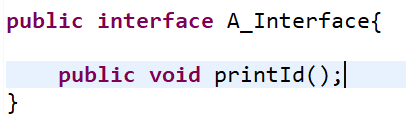 public interface A_Interface{
public void printId();
}